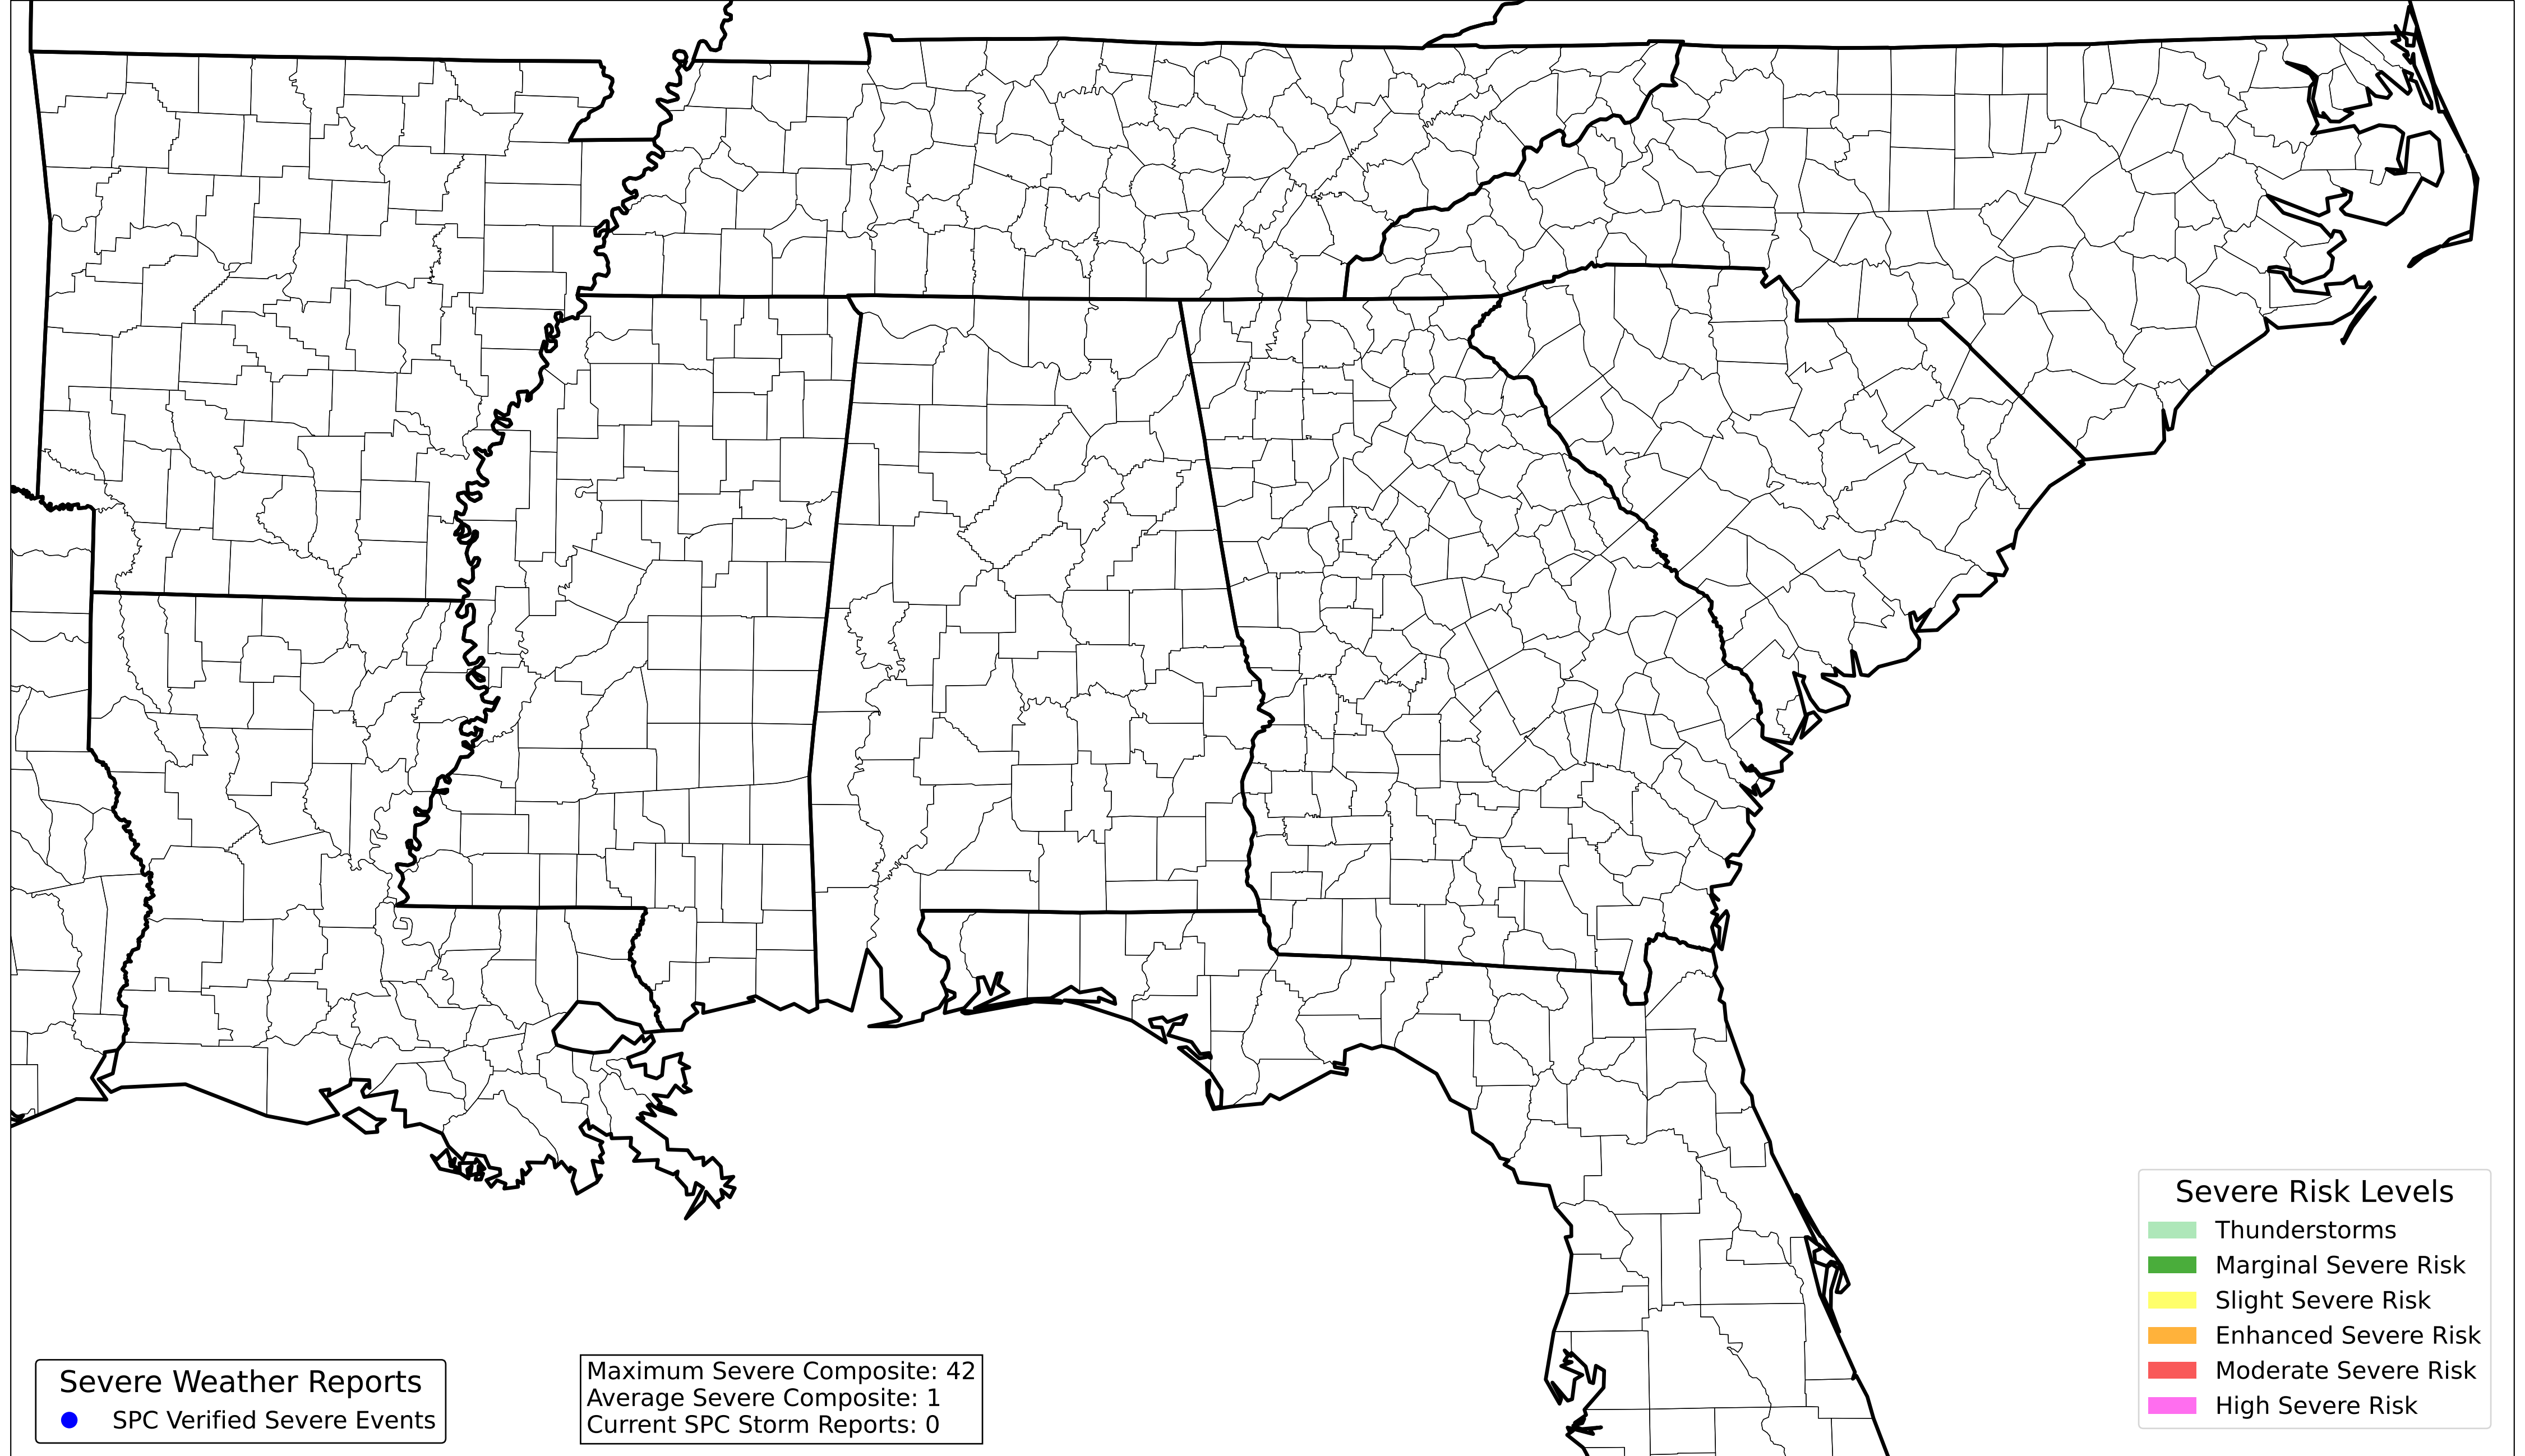 Severe Weather Reports
SPC Verified Severe Events
Maximum Severe Composite: 42
Average Severe Composite: 1
Current SPC Storm Reports: 0
Severe Risk Levels
Thunderstorms
Marginal Severe Risk
Slight Severe Risk
Enhanced Severe Risk
Moderate Severe Risk
High Severe Risk